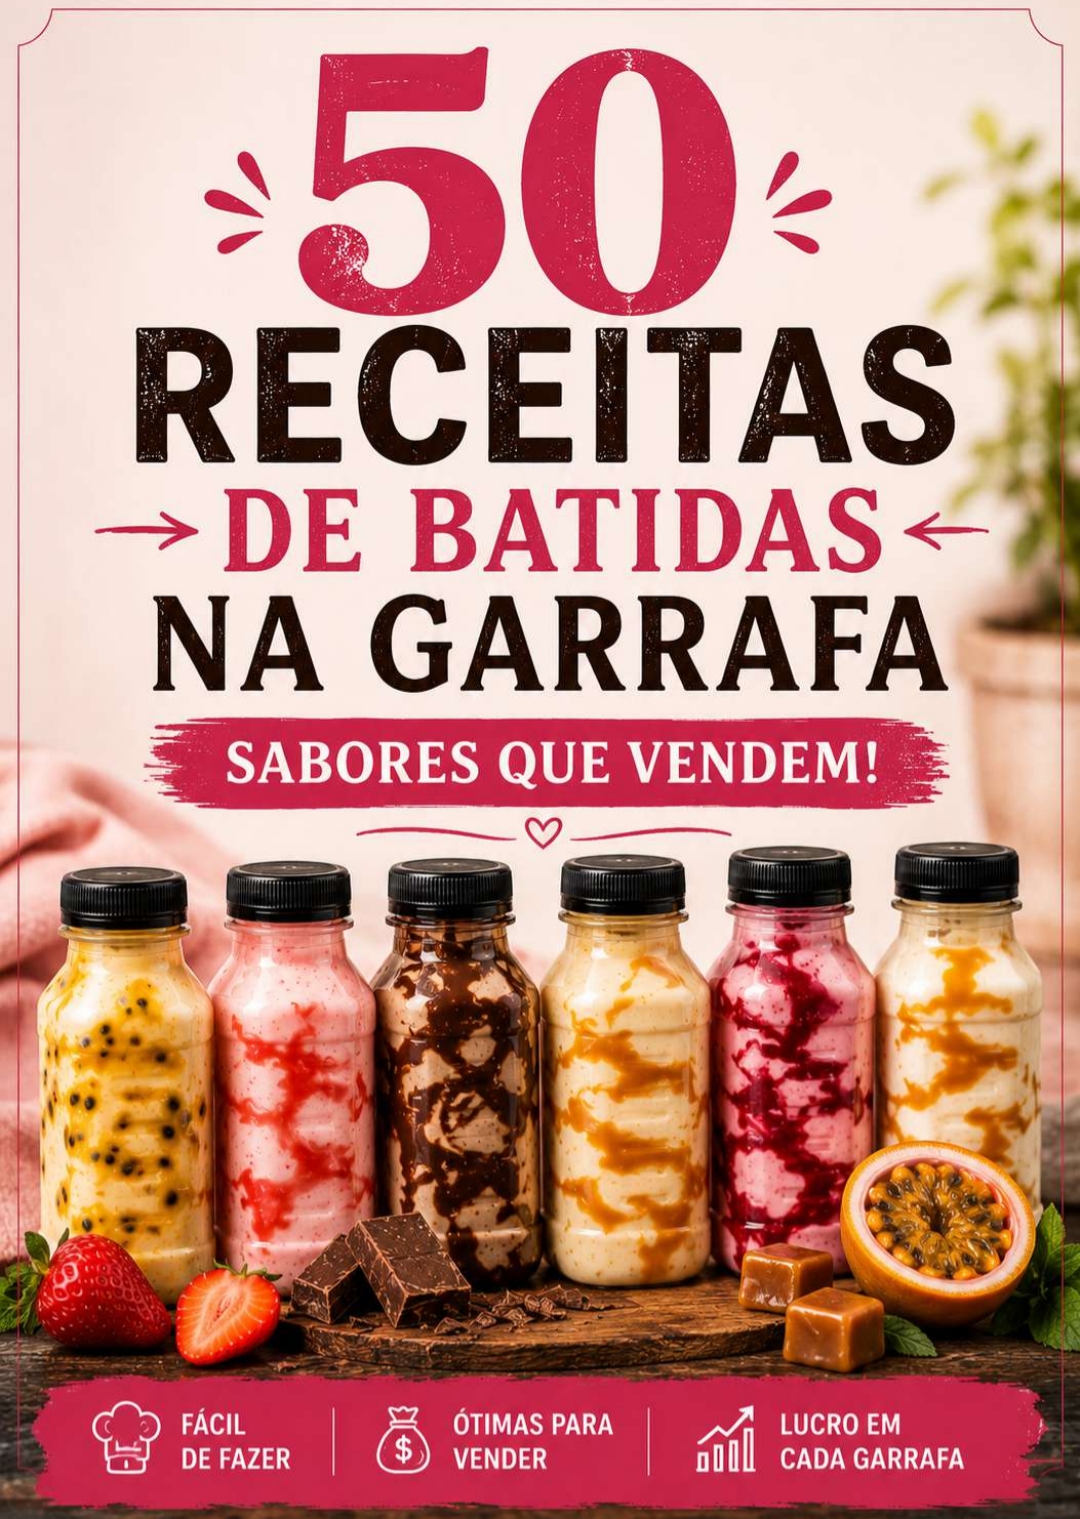 50
RECEITAS
DE BATIDAS
NA GARRAFA
SABORES QUE VENDEM!
FÁCIL
DE FAZER
$
ÓTIMAS PARA
VENDER
LUCRO EM
CADA GARRAFA